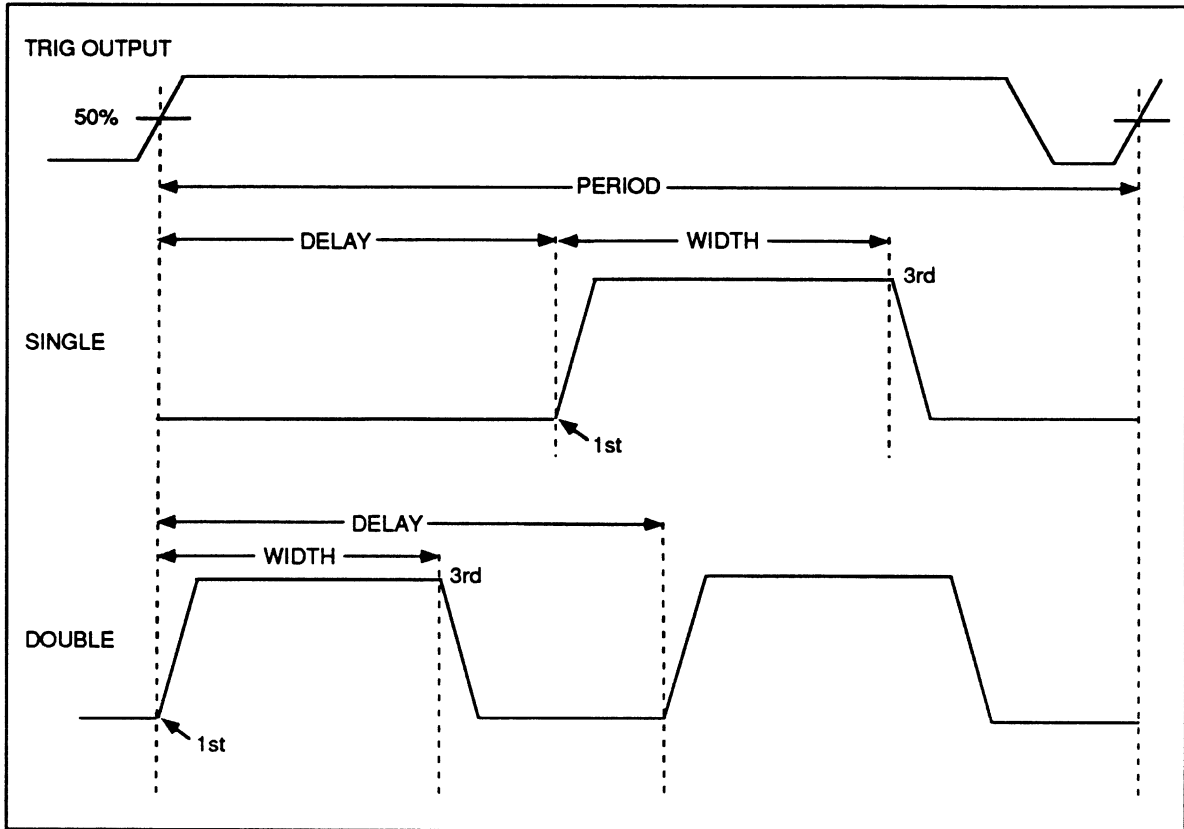 TRIG OUTPUT
50%
PERIOD
DELAY
WIDTH
3rd
SINGLE
1st
DELAY
WIDTH
3rd
DOUBLE
1st